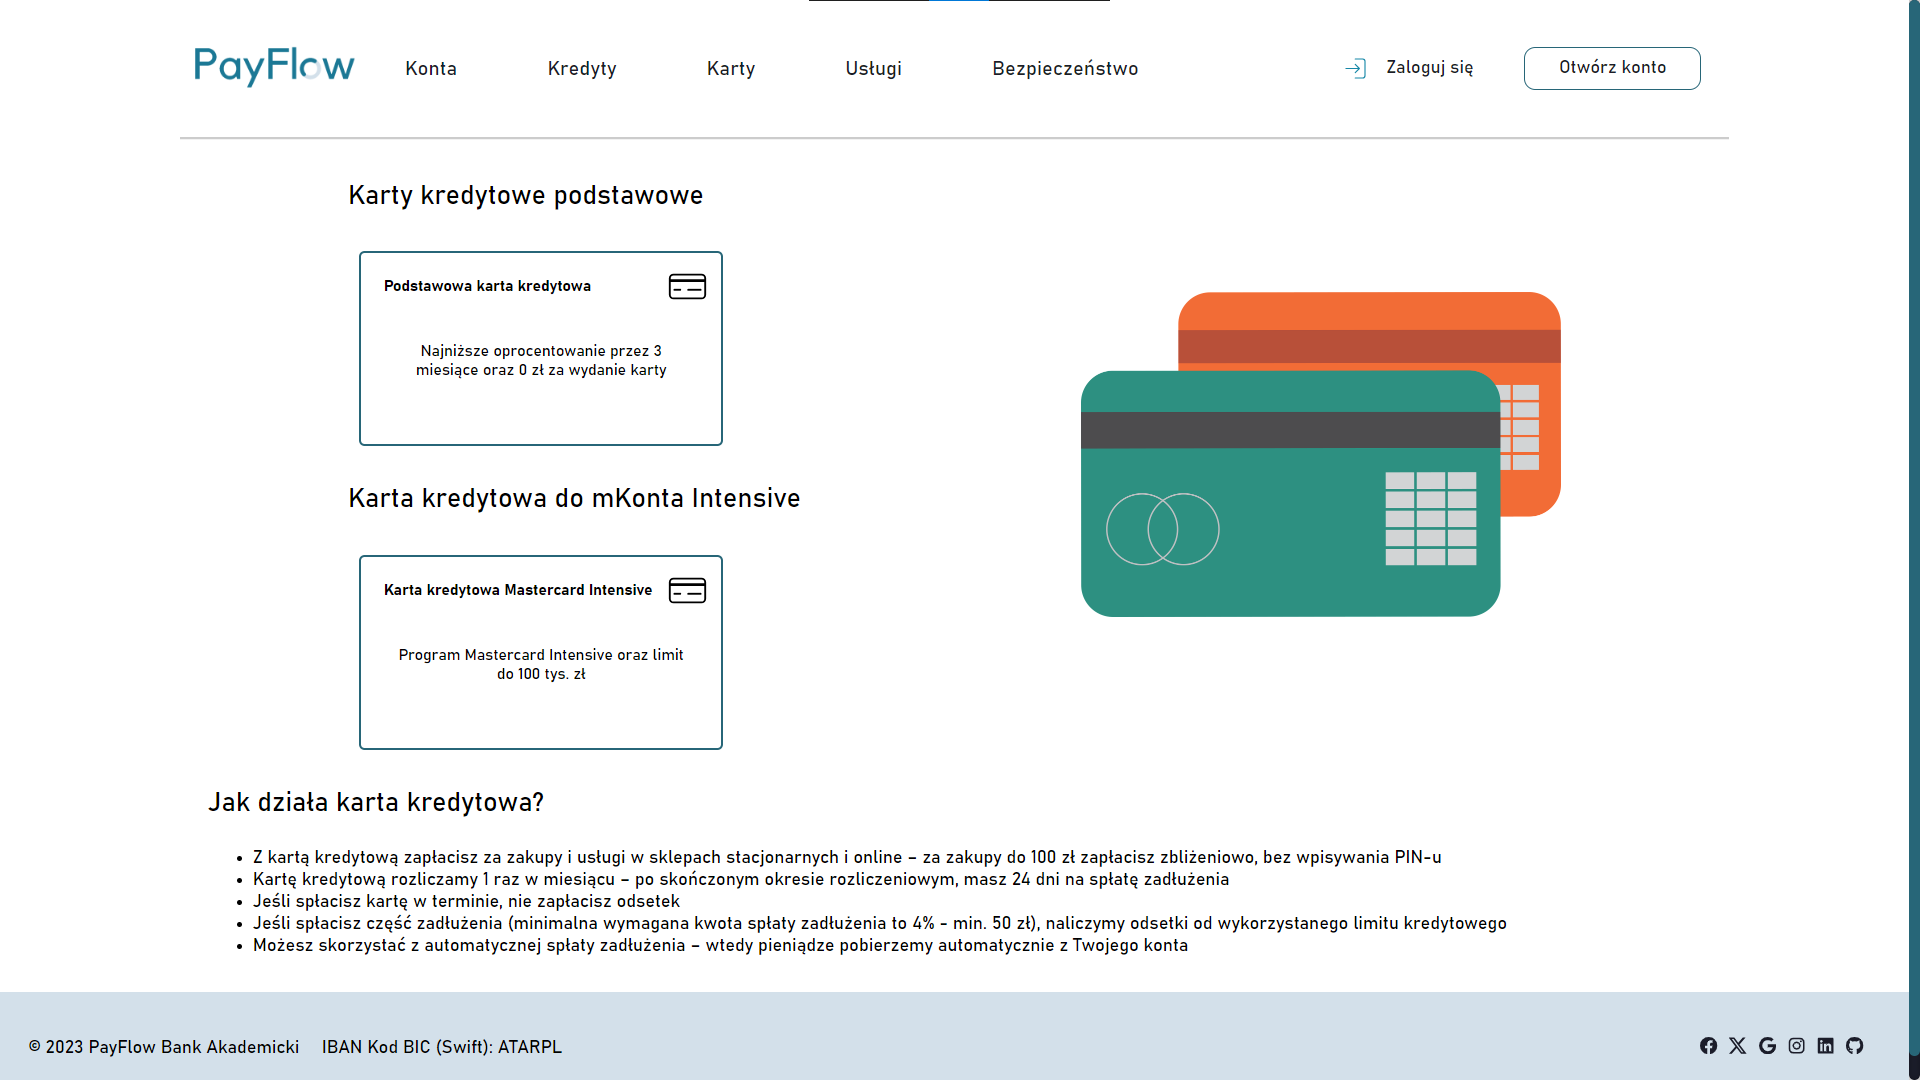 PayFlow
Konta
Kredyty
Karty
Usługi
Bezpieczeństwo
Zaloguj się
Otwórz konto
Karty kredytowe podstawowe
Podstawowa karta kredytowa
Najniższe oprocentowanie przez 3
miesiące oraz 0 zł za wydanie karty
Karta kredytowa do mKonta Intensive
Karta kredytowa Mastercard Intensive
Program Mastercard Intensive oraz limit
do 100 tys. zł
Jak działa karta kredytowa?
• Z kartą kredytową zapłacisz za zakupy i usługi w sklepach stacjonarnych i online – za zakupy do 100 zł zapłacisz zbliżeniowo, bez wpisywania PIN-u
• Kartę kredytową rozliczamy 1 raz w miesiącu – po skończonym okresie rozliczeniowym, masz 24 dni na spłatę zadłużenia
• Jeśli spłacisz kartę w terminie, nie zapłacisz odsetek
• Jeśli spłacisz część zadłużenia (minimalna wymagana kwota spłaty zadłużenia to 4% - min. 50 zł), naliczymy odsetki od wykorzystanego limitu kredytowego
• Możesz skorzystać z automatycznej spłaty zadłużenia – wtedy pieniądze pobierzemy automatycznie z Twojego konta
© 2023 PayFlow Bank Akademicki IBAN Kod BIC (Swift): ATARPL